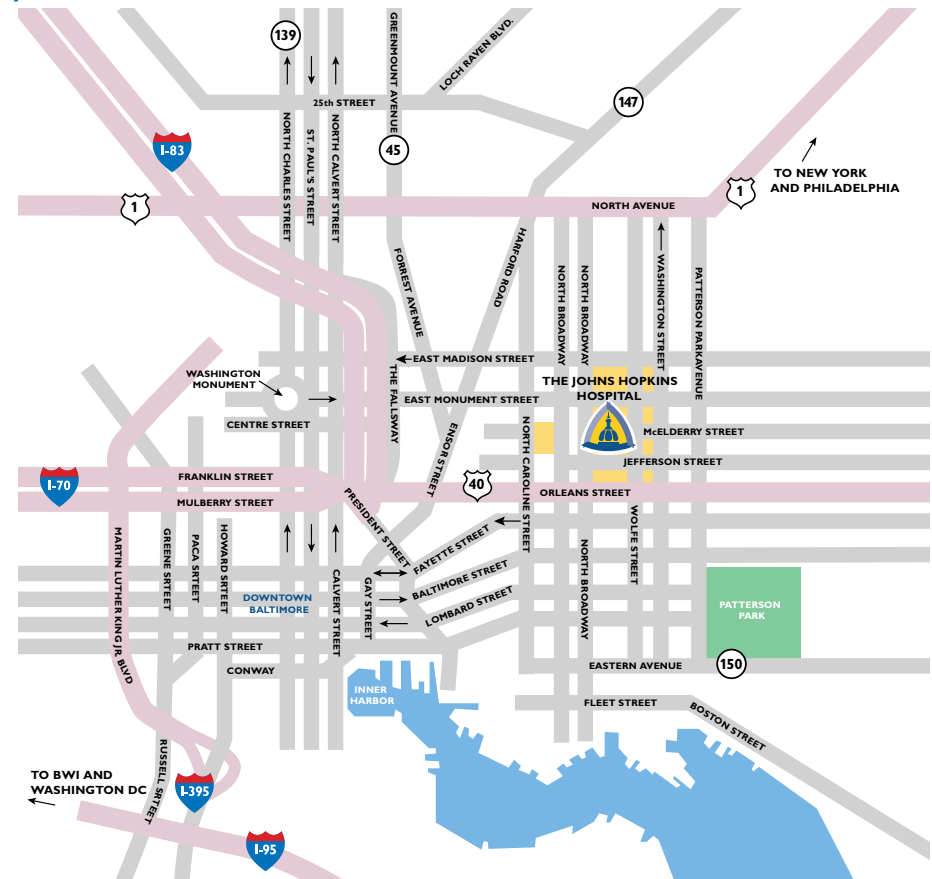 139
GREENMOUNT AVENUE
LOCH RAVEN BLVD.
25th STREET
147
I-83
NORTH CHARLES STREET
ST. PAUL'S STREET
NORTH CALVERT STREET
45
TO NEW YORK
AND PHILADELPHIA
1
1
NORTH AVENUE
HARFORD ROAD
FORREST AVENUE
NORTH BROADWAY
NORTH BROADWAY
WASHINGTON STREET
PATTERSON PARKAVENUE
EAST MADISON STREET
WASHINGTON
MONUMENT
THE FALLSWAY
THE JOHNS HOPKINS
HOSPITAL
EAST MONUMENT STREET
CENTRE STREET
ENSOR STREET
NORTH CAROLINE STREET
McELDERRY STREET
JEFFERSON STREET
I-70
FRANKLIN STREET
40
ORLEANS STREET
MULBERRY STREET
PRESIDENT STREET
WOLFE STREET
MARTIN LUTHER KING JR. BLVD
GREENE SRTEET
PACA SRTEET
HOWARD SRTEET
FAYETTE STREET
NORTH BROADWAY
CALVERT STREET
GAY STREET
BALTIMORE STREET
LOMBARD STREET
DOWNTOWN
BALTIMORE
PATTERSON
PARK
PRATT STREET
CONWAY
EASTERN AVENUE
150
INNER
HARBOR
FLEET STREET
BOSTON STREET
RUSSELL SRTEET
TO BWI AND
WASHINGTON DC
I-395
I-95